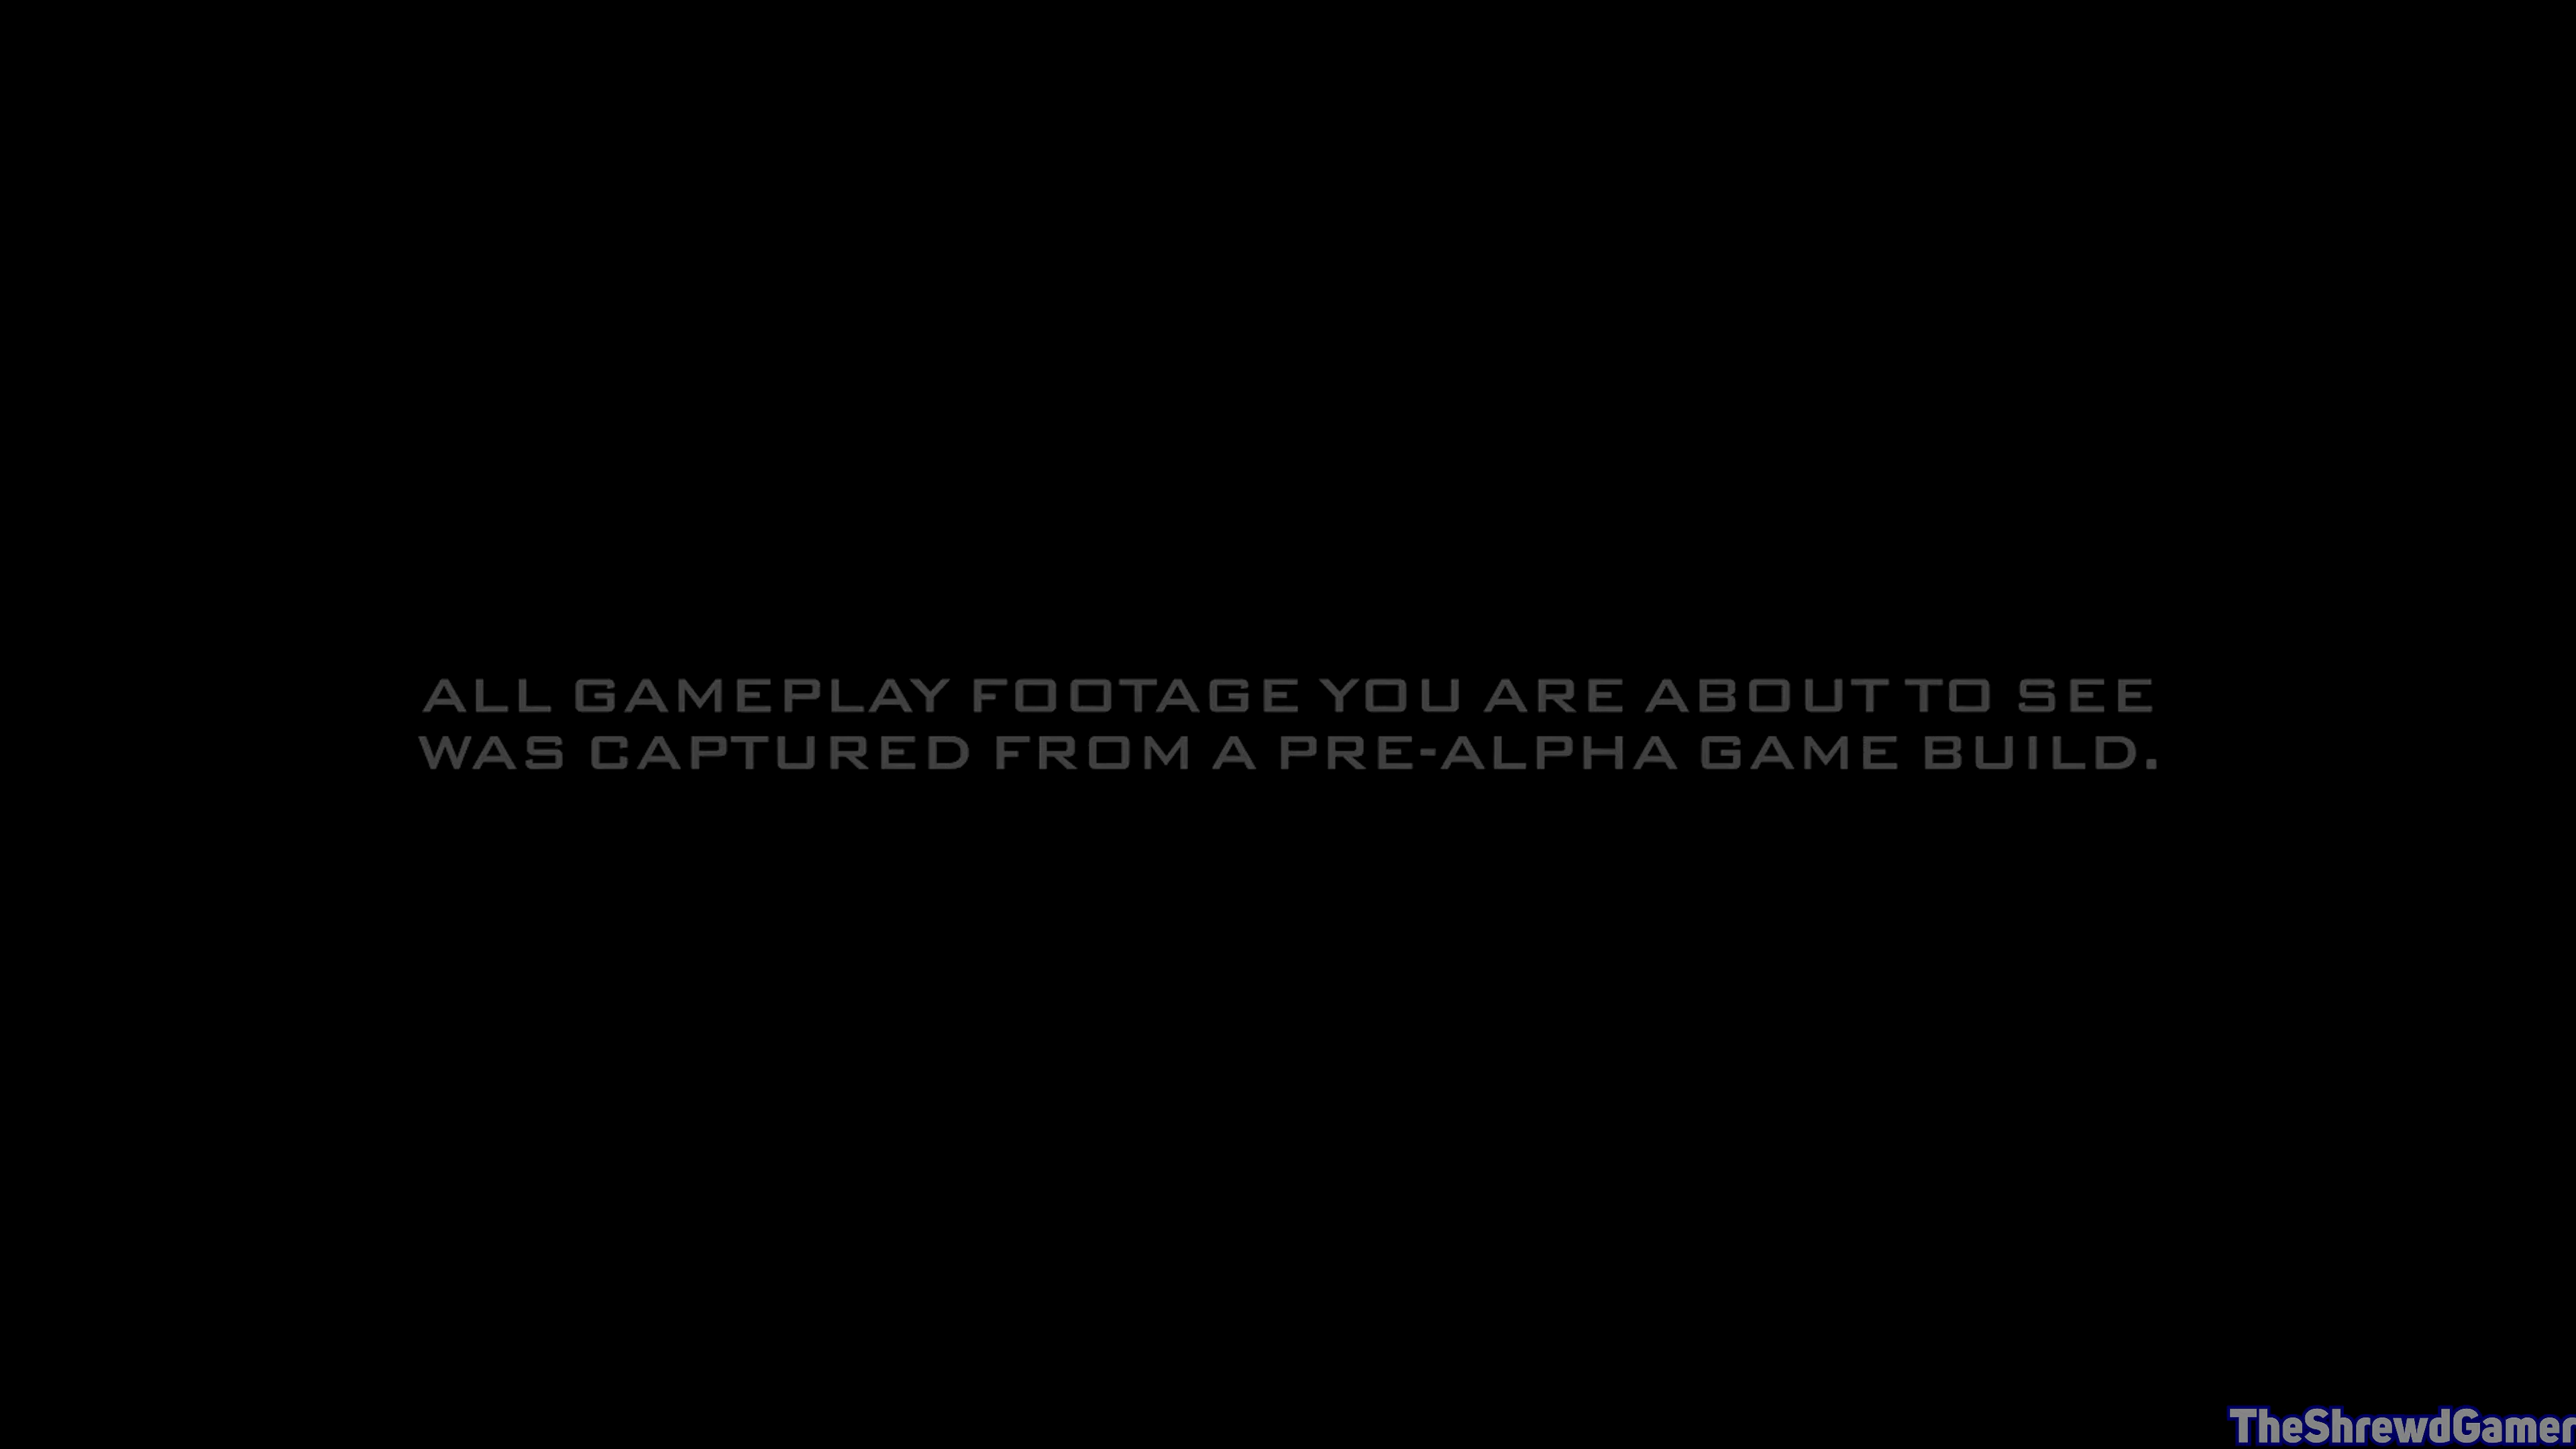 ALL GAMEPLAY FOOTAGE YOU ARE ABOUT TO SEE
WAS CAPTURED FROM A PRE-ALPHA GAME BUILD.
TheShrewdGamer